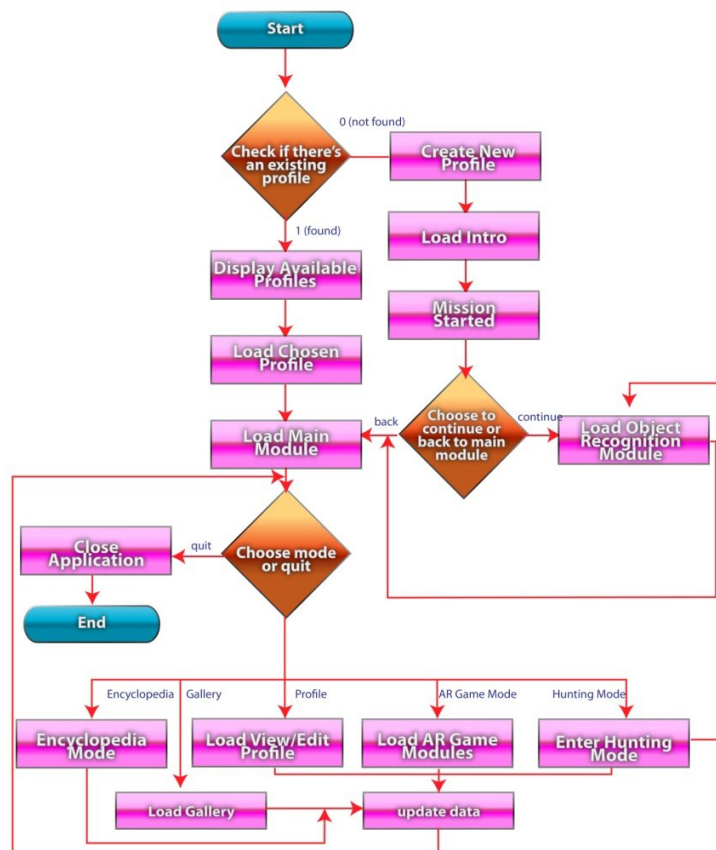 Start
0 (not found)
Check if there's
an existing
profile
Create New
Profile
Load Intro
1 (found)
Display Available
Profiles
Mission
Started
Load Chosen
Profile
back
Choose to
continue or
back to main
module
continue
Load Main
Module
Load Object
Recognition
Module
Close
Application
quit
Choose mode
or quit
End
Encyclopedia
Gallery
Profile
AR Game Mode
Hunting Mode
Encyclopedia
Mode
Load View/Edit
Profile
Load AR Game
Modules
Enter Hunting
Mode
Load Gallery
update data